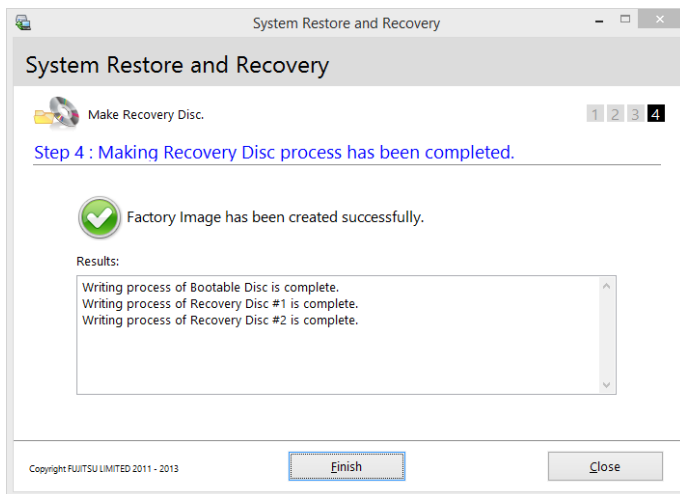 System Restore and Recovery
System Restore and Recovery
Make Recovery Disc.
1 2 3 4
Step 4 : Making Recovery Disc process has been completed.
Factory Image has been created successfully.
Results:
Writing process of Bootable Disc is complete.
Writing process of Recovery Disc #1 is complete.
Writing process of Recovery Disc #2 is complete.
Copyright FUJITSU LIMITED 2011 - 2013
Finish
Close